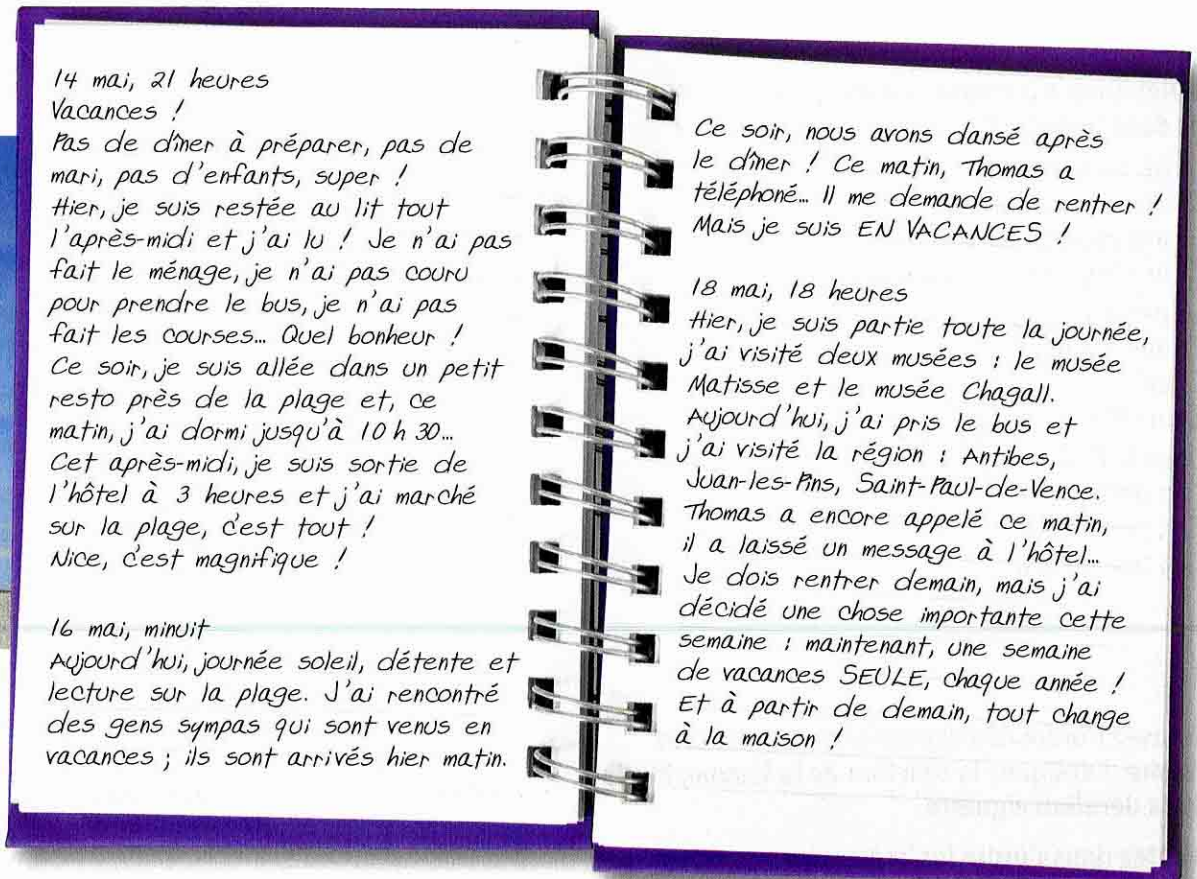 14 mai, 21 heures
Vacances !
Pas de dîner à préparer, pas de
mari, pas d'enfants, super !
Hier, je suis restée au lit tout
l'après-midi et j'ai lu ! Je n'ai pas
fait le ménage, je n'ai pas couru
pour prendre le bus, je n'ai pas
fait les courses... Quel bonheur !
Ce soir, je suis allée dans un petit
resto près de la plage et, ce
matin, j'ai dormi jusqu'à 10 h 30...
Cet après-midi, je suis sortie de
l'hôtel à 3 heures et j'ai marché
sur la plage, c'est tout !
Nice, c'est magnifique !
16 mai, minuit
Aujourd'hui, journée soleil, détente et
lecture sur la plage. J'ai rencontré
des gens sympas qui sont venus en
vacances ; ils sont arrivés hier matin.
Ce soir, nous avons dansé après
le dîner ! Ce matin, Thomas a
téléphoné... Il me demande de rentrer !
Mais je suis EN VACANCES !
18 mai, 18 heures
Hier, je suis partie toute la journée,
j'ai visité deux musées : le musée
Matisse et le musée Chagall.
Aujourd'hui, j'ai pris le bus et
j'ai visité la région : Antibes,
Juan-les-Pins, Saint-Paul-de-Vence.
Thomas a encore appelé ce matin,
il a laissé un message à l'hôtel...
Je dois rentrer demain, mais j'ai
décidé une chose importante cette
semaine : maintenant, une semaine
de vacances SEULE, chaque année !
Et à partir de demain, tout change
à la maison !